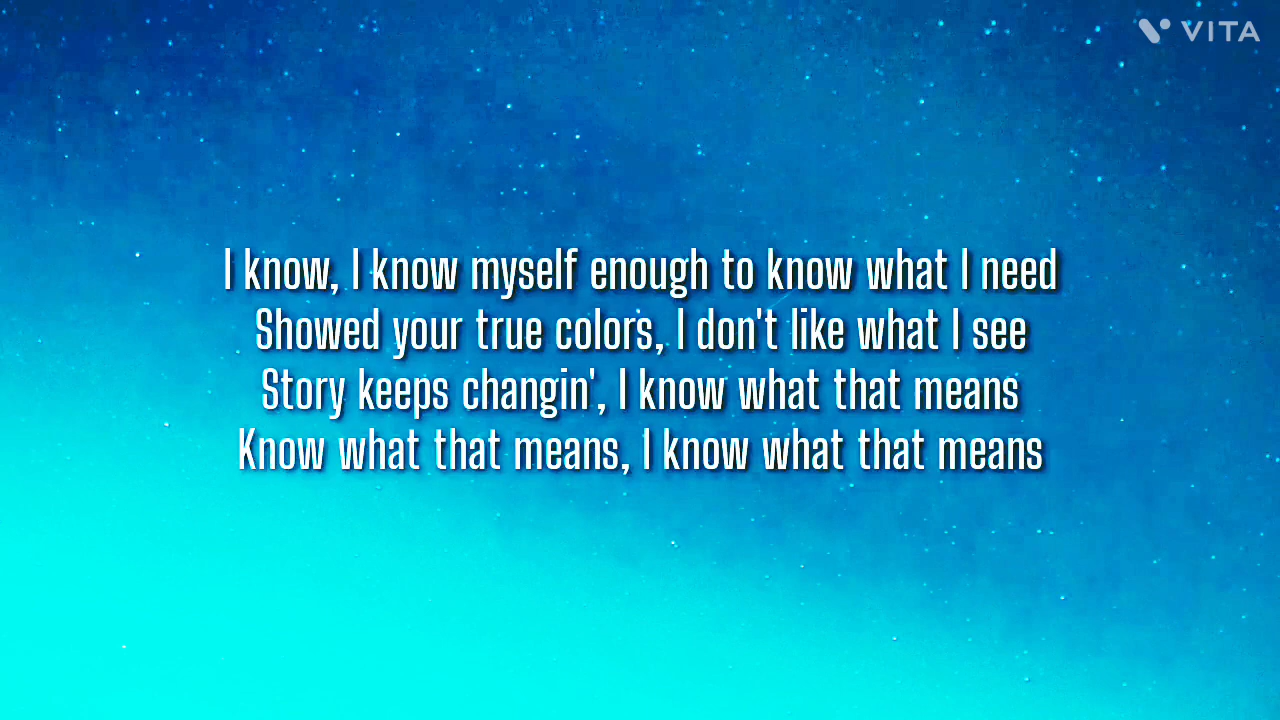 VITA
I know, I know myself enough to know what I need
Showed your true colors, I don't like what I see
Story keeps changin', I know what that means
Know what that means, I know what that means